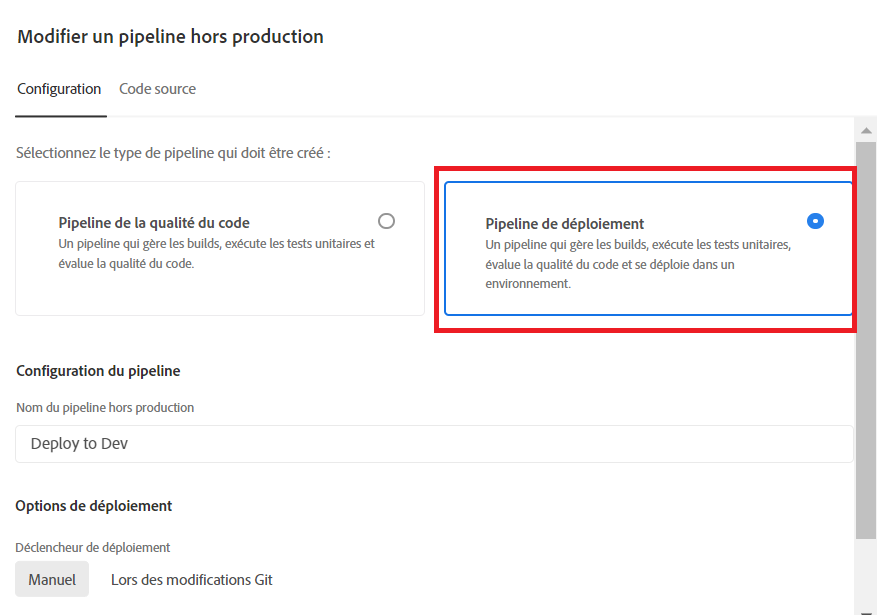 Modifier un pipeline hors production
Configuration
Code source
Sélectionnez le type de pipeline qui doit être créé :
Pipeline de la qualité du code
Un pipeline qui gère les builds, exécute les tests unitaires et
évalue la qualité du code.
Pipeline de déploiement
Un pipeline qui gère les builds, exécute les tests unitaires,
évalue la qualité du code et se déploie dans un
environnement.
Configuration du pipeline
Nom du pipeline hors production
Deploy to Dev
Options de déploiement
Déclencheur de déploiement
Manuel
Lors des modifications Git